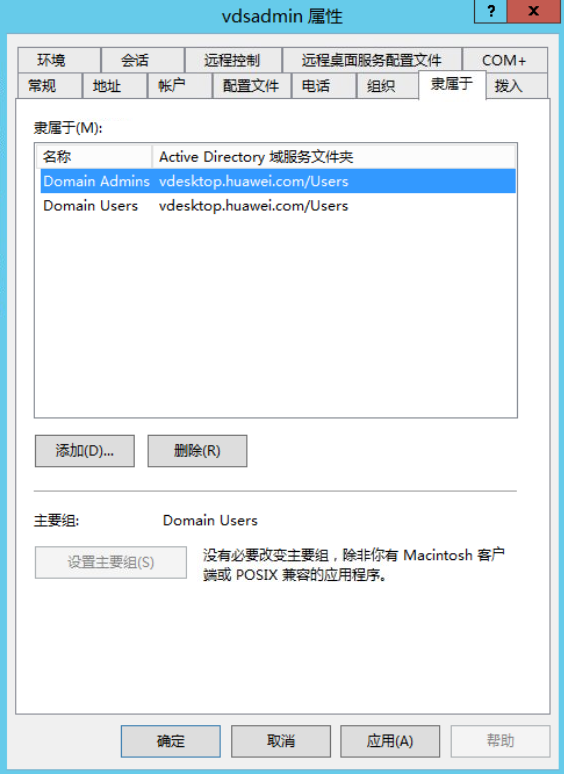 vdsadmin 属性
?
x
环境 会话 远程控制 远程桌面服务配置文件 COM+
常规 地址 帐户 配置文件 电话 组织 隶属于 拨入
隶属于(M):
名称 Active Directory 域服务文件夹
Domain Admins vdesktop.huawei.com/Users
Domain Users vdesktop.huawei.com/Users
添加(D)... 删除(R)
主要组: Domain Users
设置主要组(S)
没有必要改变主要组，除非你有 Macintosh 客户
端或 POSIX 兼容的应用程序。
确定 取消 应用(A) 帮助